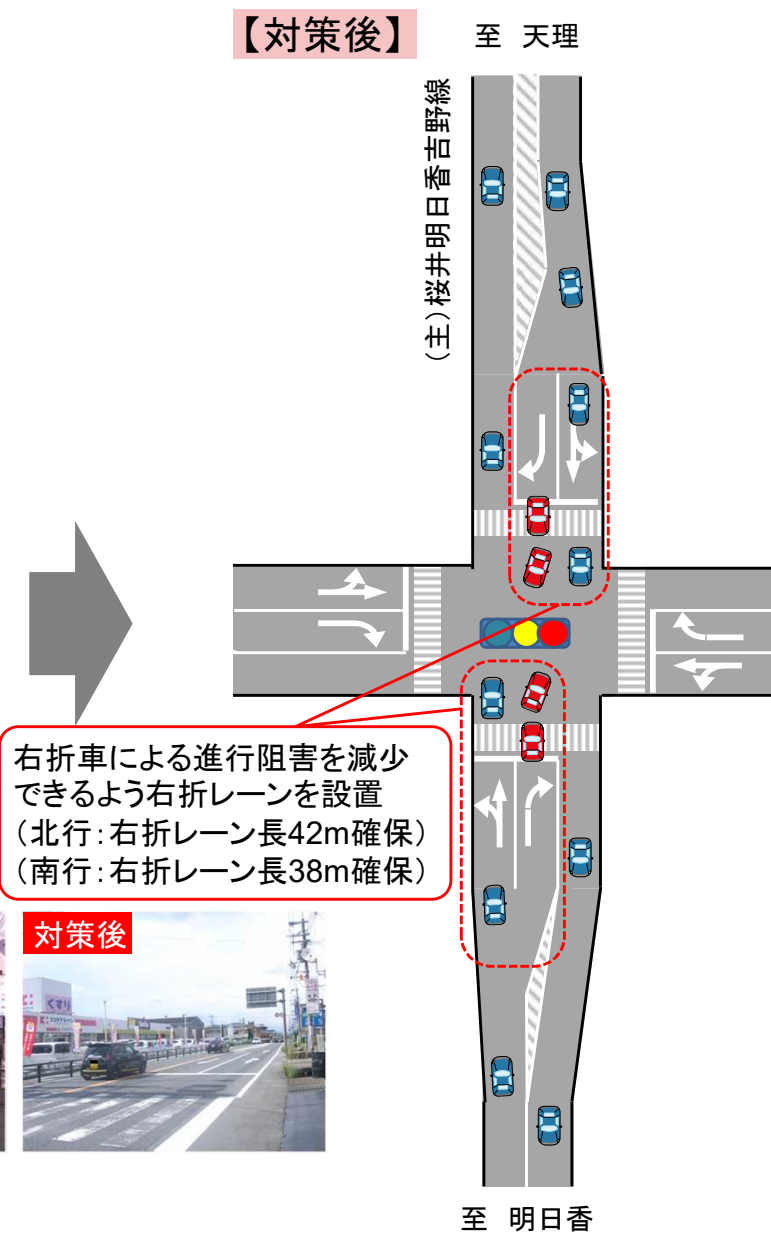 【対策後】
至 天理
(主)桜井明日香吉野線
右折車による進行阻害を減少
できるよう右折レーンを設置
(北行:右折レーン長42m確保)
(南行:右折レーン長38m確保)
対策後
くすり
至 明日香